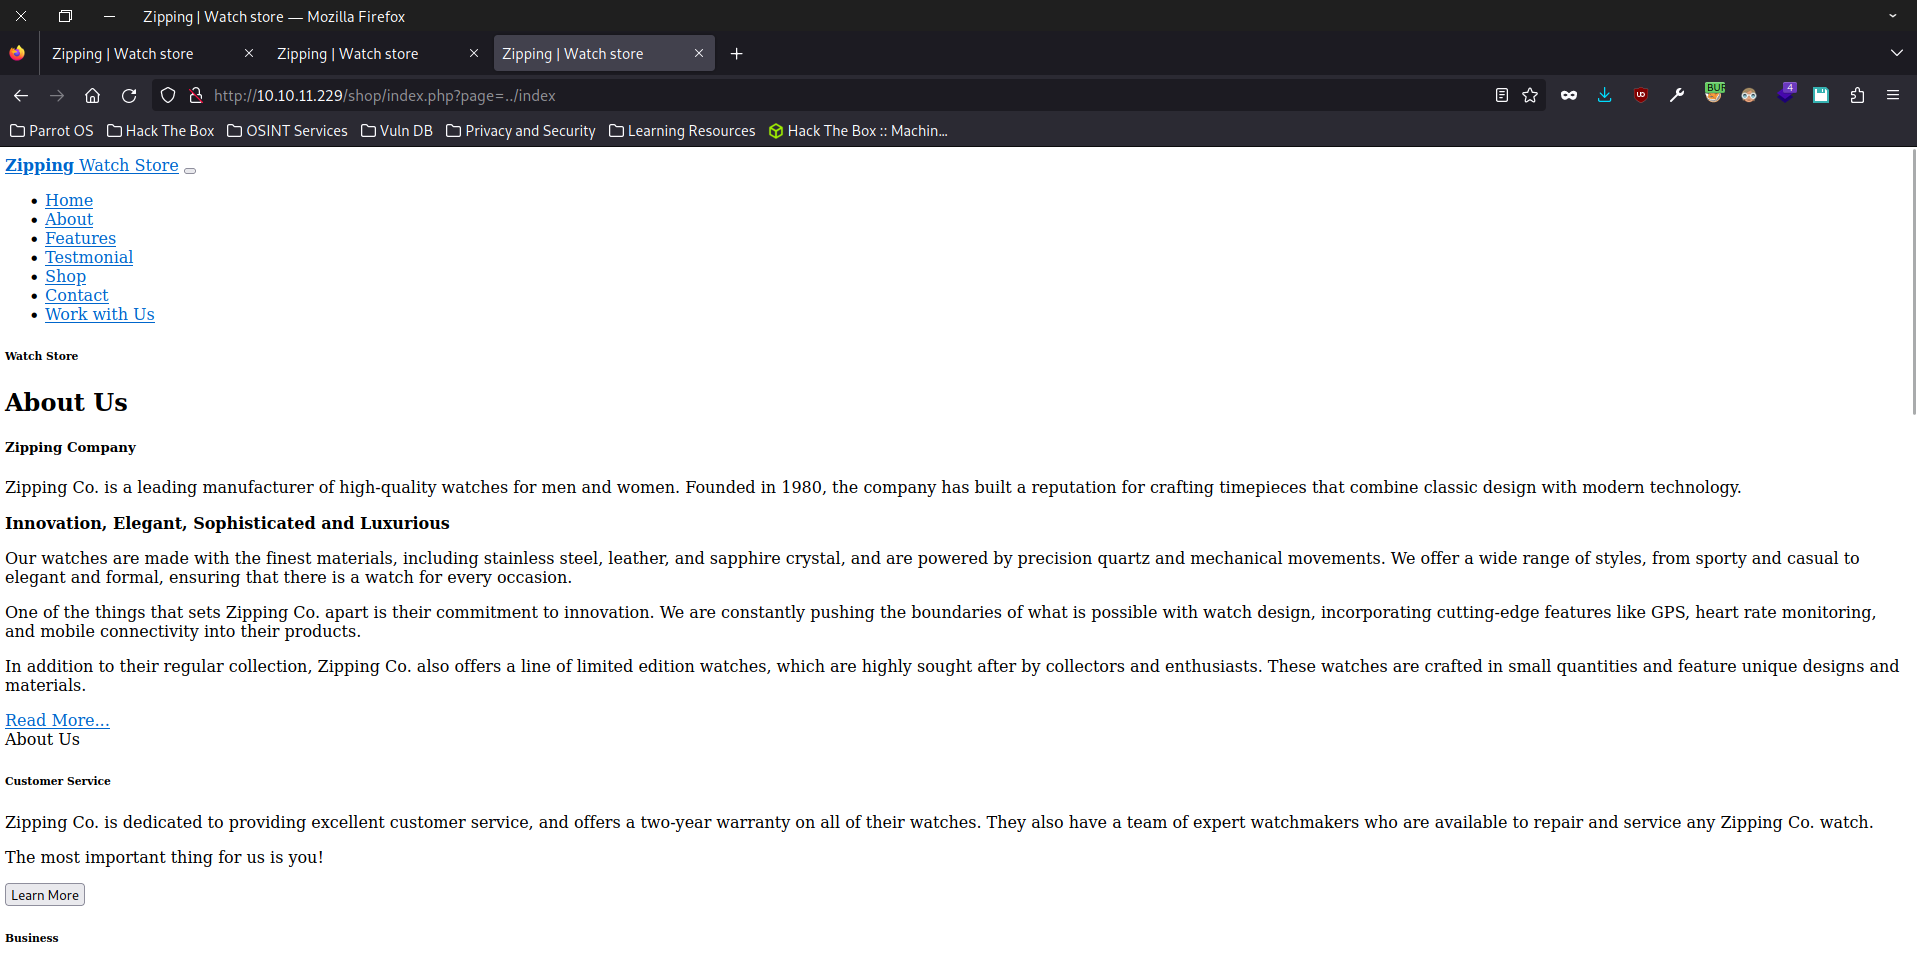 Zipping | Watch store — Mozilla Firefox
Zipping | Watch store
Zipping | Watch store
Zipping | Watch store
http://10.10.11.229/shop/index.php?page=../index
BUF
4
Parrot OS
Hack The Box
OSINT Services
Vuln DB
Privacy and Security
Learning Resources
Hack The Box :: Machin...
Zipping Watch Store
Home
About
Features
Testmonial
Shop
Contact
Work with Us
Watch Store
About Us
Zipping Company
Zipping Co. is a leading manufacturer of high-quality watches for men and women. Founded in 1980, the company has built a reputation for crafting timepieces that combine classic design with modern technology.
Innovation, Elegant, Sophisticated and Luxurious
Our watches are made with the finest materials, including stainless steel, leather, and sapphire crystal, and are powered by precision quartz and mechanical movements. We offer a wide range of styles, from sporty and casual to
elegant and formal, ensuring that there is a watch for every occasion.
One of the things that sets Zipping Co. apart is their commitment to innovation. We are constantly pushing the boundaries of what is possible with watch design, incorporating cutting-edge features like GPS, heart rate monitoring,
and mobile connectivity into their products.
In addition to their regular collection, Zipping Co. also offers a line of limited edition watches, which are highly sought after by collectors and enthusiasts. These watches are crafted in small quantities and feature unique designs and
materials.
Read More...
About Us
Customer Service
Zipping Co. is dedicated to providing excellent customer service, and offers a two-year warranty on all of their watches. They also have a team of expert watchmakers who are available to repair and service any Zipping Co. watch.
The most important thing for us is you!
Learn More
Business